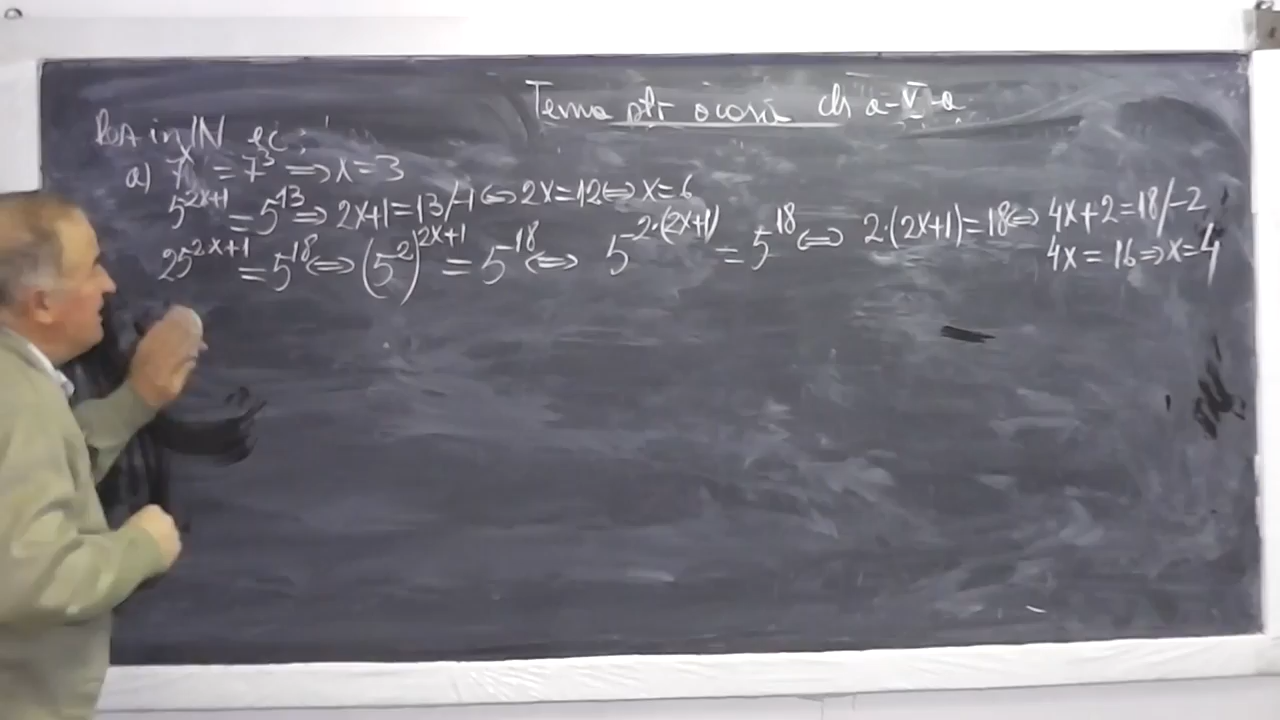 Tema ptr acasă cls a-V-a
Rez in ℕ ec:
a) 7^x = 7^3 ⟹ x = 3
5^{2x+1} = 5^{13} ⟹ 2x+1 = 13/-1 ⟺ 2x = 12 ⟺ x = 6
25^{2x+1} = 5^{18} ⟺ (5^2)^{2x+1} = 5^{18} ⟺ 5^{2·(2x+1)} = 5^{18} ⟺ 2·(2x+1) = 18 ⟺ 4x+2 = 18/-2
4x = 16 ⟹ x = 4